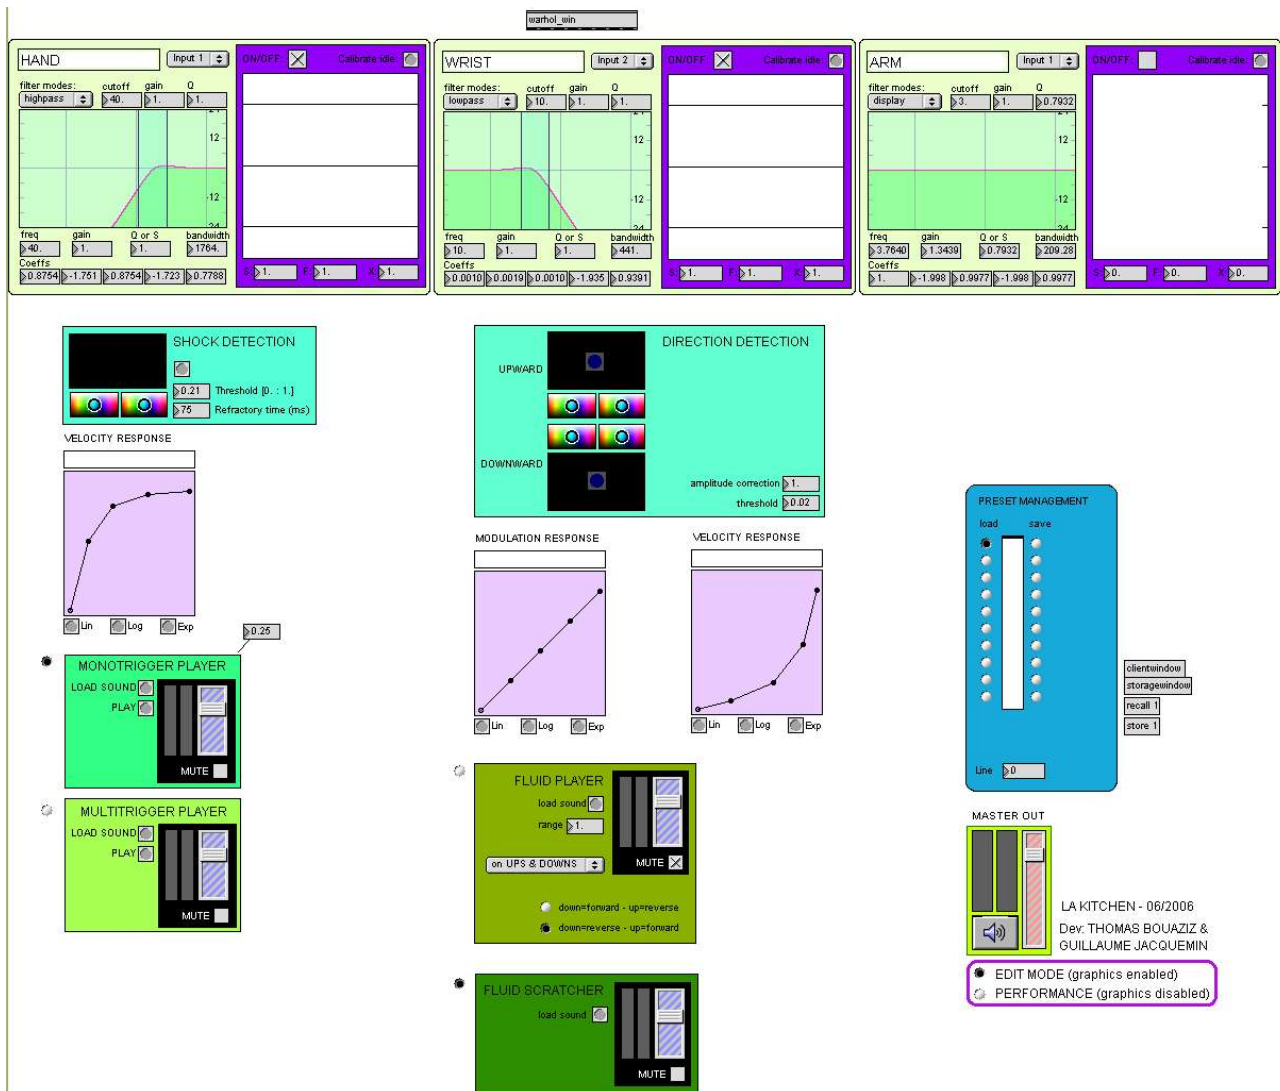 warhol_win
HAND
Input 1
ON/OFF:
Calibrate idle:
filter modes:
cutoff
gain
Q
highpass
40.
1.
1.
24
12
-12
-24
freq
gain
Q or S
bandwidth
40.
1.
1.
1764.
Coeffs
0.8754
-1.751
0.8754
-1.723
0.7788
S:
1.
F:
1.
X:
1.
WRIST
Input 2
ON/OFF:
Calibrate idle:
filter modes:
cutoff
gain
Q
lowpass
10.
1.
1.
24
12
-12
-24
freq
gain
Q or S
bandwidth
10.
1.
1.
441.
Coeffs
0.0010
0.0019
0.0010
-1.935
0.9391
S:
1.
F:
1.
X:
1.
ARM
Input 1
ON/OFF:
Calibrate idle:
filter modes:
cutoff
gain
Q
display
3.
1.
0.7932
24
12
-12
-24
freq
gain
Q or S
bandwidth
3.7640
1.3439
0.7932
209.28
Coeffs
1.
-1.998
0.9977
-1.998
0.9977
S:
0.
F:
0.
X:
0.
SHOCK DETECTION
0.21
Threshold [0. : 1.]
75
Refractory time (ms)
VELOCITY RESPONSE
Lin
Log
Exp
0.25
MONOTRIGGER PLAYER
LOAD SOUND
PLAY
MUTE
MULTITRIGGER PLAYER
LOAD SOUND
PLAY
MUTE
DIRECTION DETECTION
UPWARD
DOWNWARD
amplitude correction
1.
threshold
0.02
MODULATION RESPONSE
Lin
Log
Exp
VELOCITY RESPONSE
Lin
Log
Exp
FLUID PLAYER
load sound
range
1.
on UPS & DOWNS
MUTE
down=forward - up=reverse
down=reverse - up=forward
FLUID SCRATCHER
load sound
MUTE
PRESET MANAGEMENT
load
save
Line
0
clientwindow
storagewindow
recall 1
store 1
MASTER OUT
LA KITCHEN - 06/2006
Dev: THOMAS BOUAZIZ &
GUILLAUME JACQUEMIN
EDIT MODE (graphics enabled)
PERFORMANCE (graphics disabled)